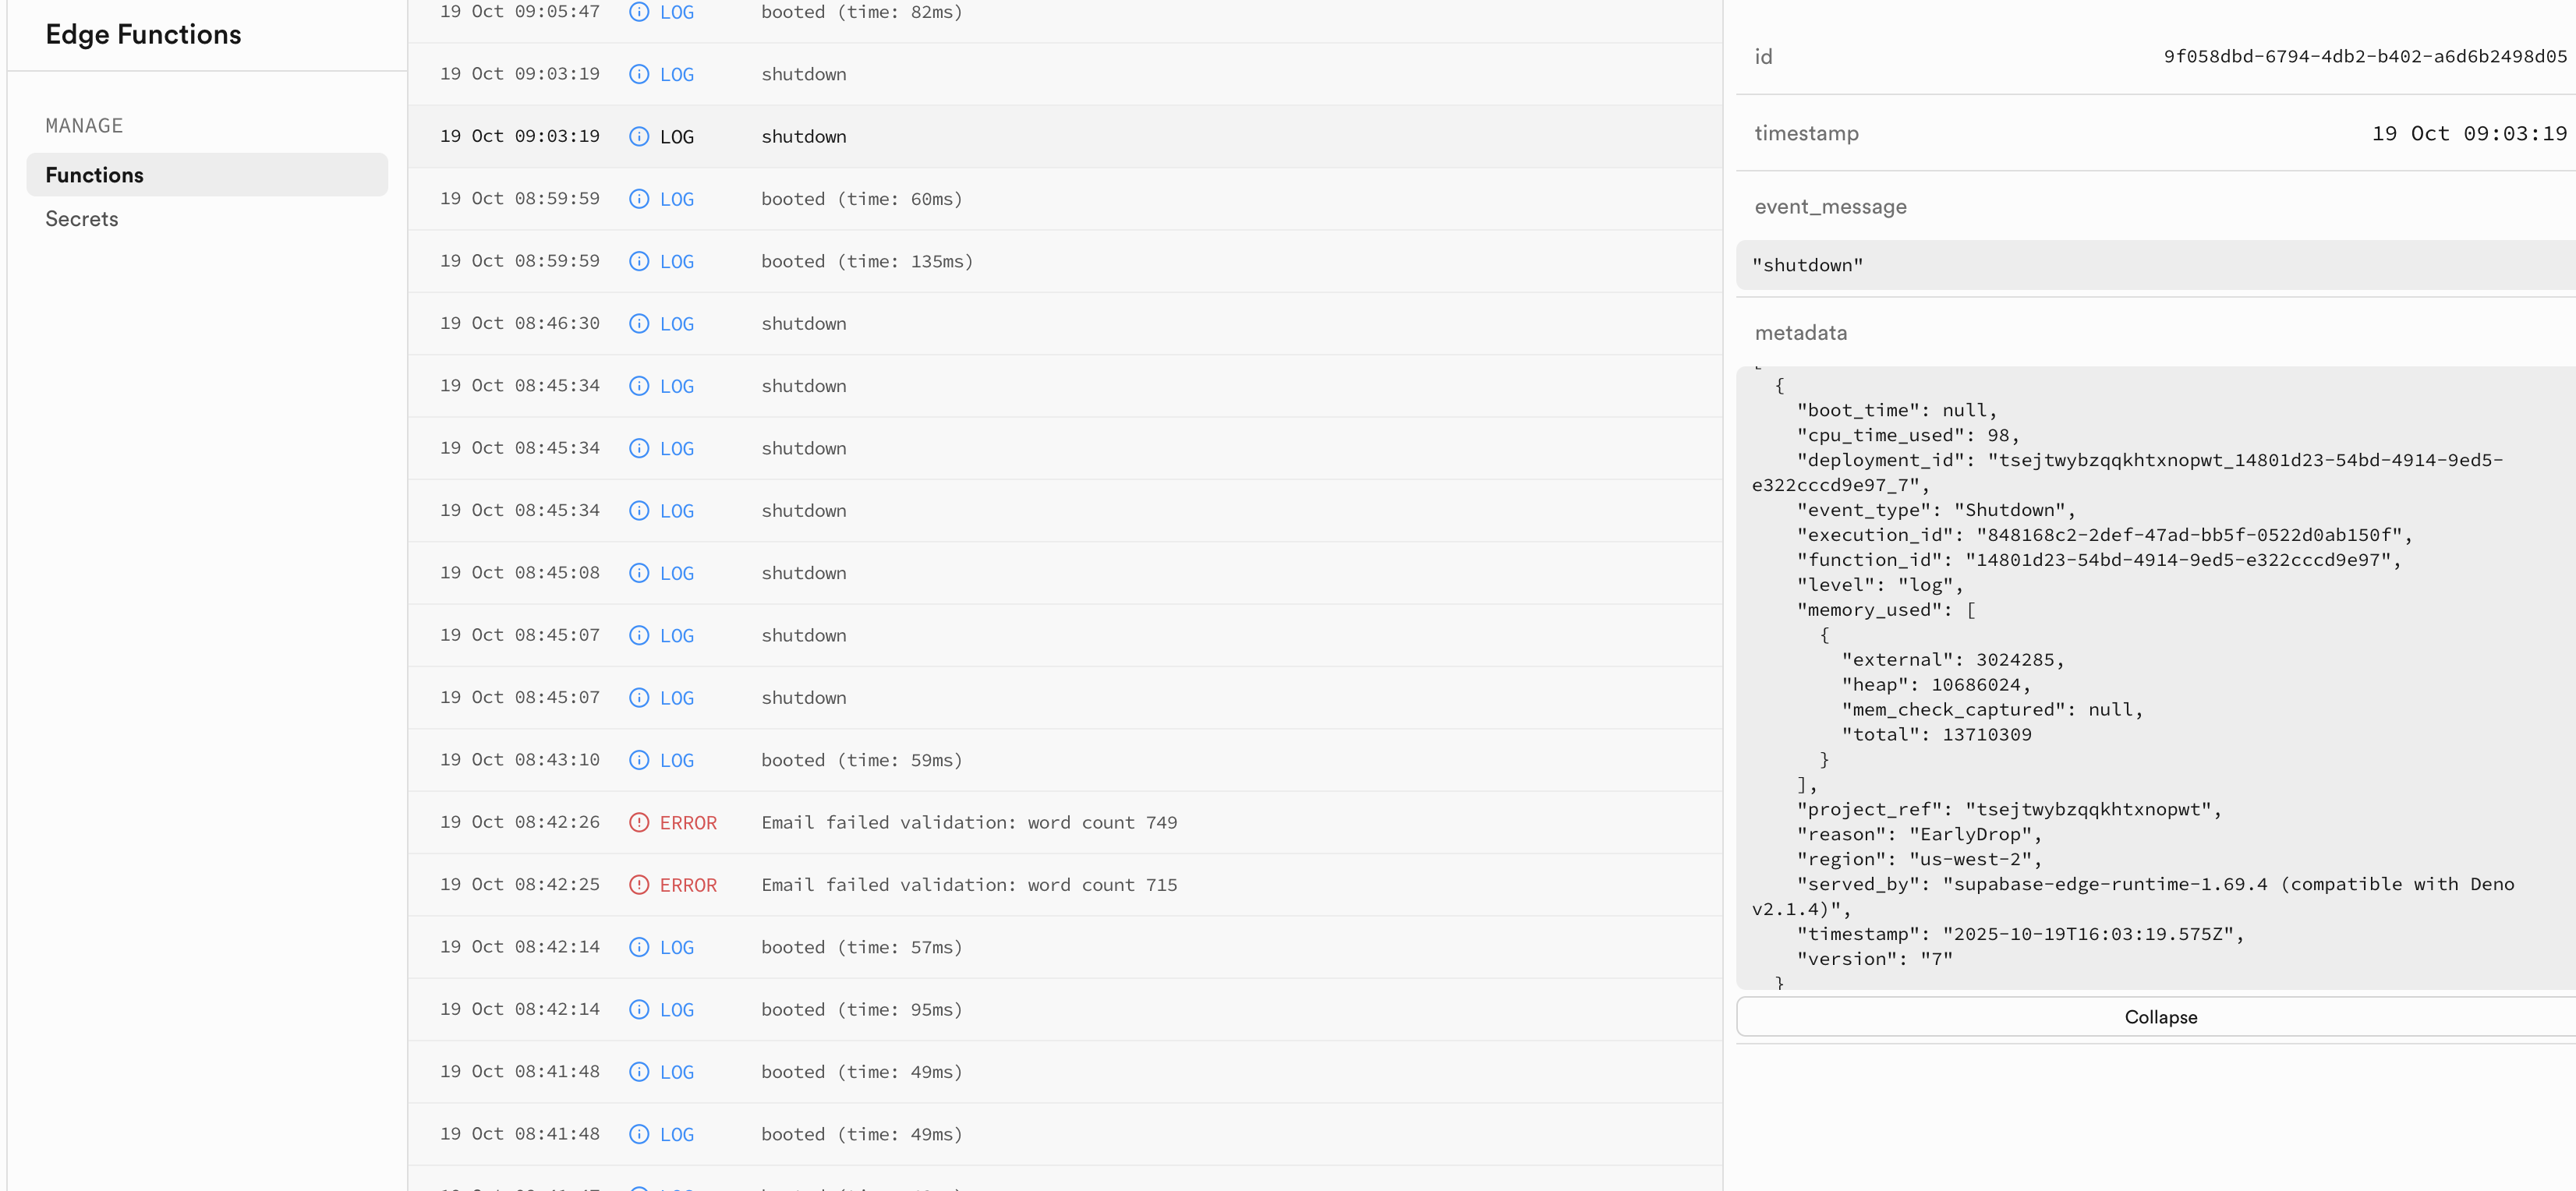 Edge Functions
MANAGE
Functions
Secrets
19 Oct 09:05:47 LOG booted (time: 82ms)
19 Oct 09:03:19 LOG shutdown
19 Oct 09:03:19 LOG shutdown
19 Oct 08:59:59 LOG booted (time: 60ms)
19 Oct 08:59:59 LOG booted (time: 135ms)
19 Oct 08:46:30 LOG shutdown
19 Oct 08:45:34 LOG shutdown
19 Oct 08:45:34 LOG shutdown
19 Oct 08:45:34 LOG shutdown
19 Oct 08:45:08 LOG shutdown
19 Oct 08:45:07 LOG shutdown
19 Oct 08:45:07 LOG shutdown
19 Oct 08:43:10 LOG booted (time: 59ms)
19 Oct 08:42:26 ERROR Email failed validation: word count 749
19 Oct 08:42:25 ERROR Email failed validation: word count 715
19 Oct 08:42:14 LOG booted (time: 57ms)
19 Oct 08:42:14 LOG booted (time: 95ms)
19 Oct 08:41:48 LOG booted (time: 49ms)
19 Oct 08:41:48 LOG booted (time: 49ms)
id 9f058dbd-6794-4db2-b402-a6d6b2498d05
timestamp 19 Oct 09:03:19
event_message
"shutdown"
metadata
{
"boot_time": null,
"cpu_time_used": 98,
"deployment_id": "tsejtwybzqqkhtxnopwt_14801d23-54bd-4914-9ed5-
e322cccd9e97_7",
"event_type": "Shutdown",
"execution_id": "848168c2-2def-47ad-bb5f-0522d0ab150f",
"function_id": "14801d23-54bd-4914-9ed5-e322cccd9e97",
"level": "log",
"memory_used": [
{
"external": 3024285,
"heap": 10686024,
"mem_check_captured": null,
"total": 13710309
}
],
"project_ref": "tsejtwybzqqkhtxnopwt",
"reason": "EarlyDrop",
"region": "us-west-2",
"served_by": "supabase-edge-runtime-1.69.4 (compatible with Deno
v2.1.4)",
"timestamp": "2025-10-19T16:03:19.575Z",
"version": "7"
}
Collapse